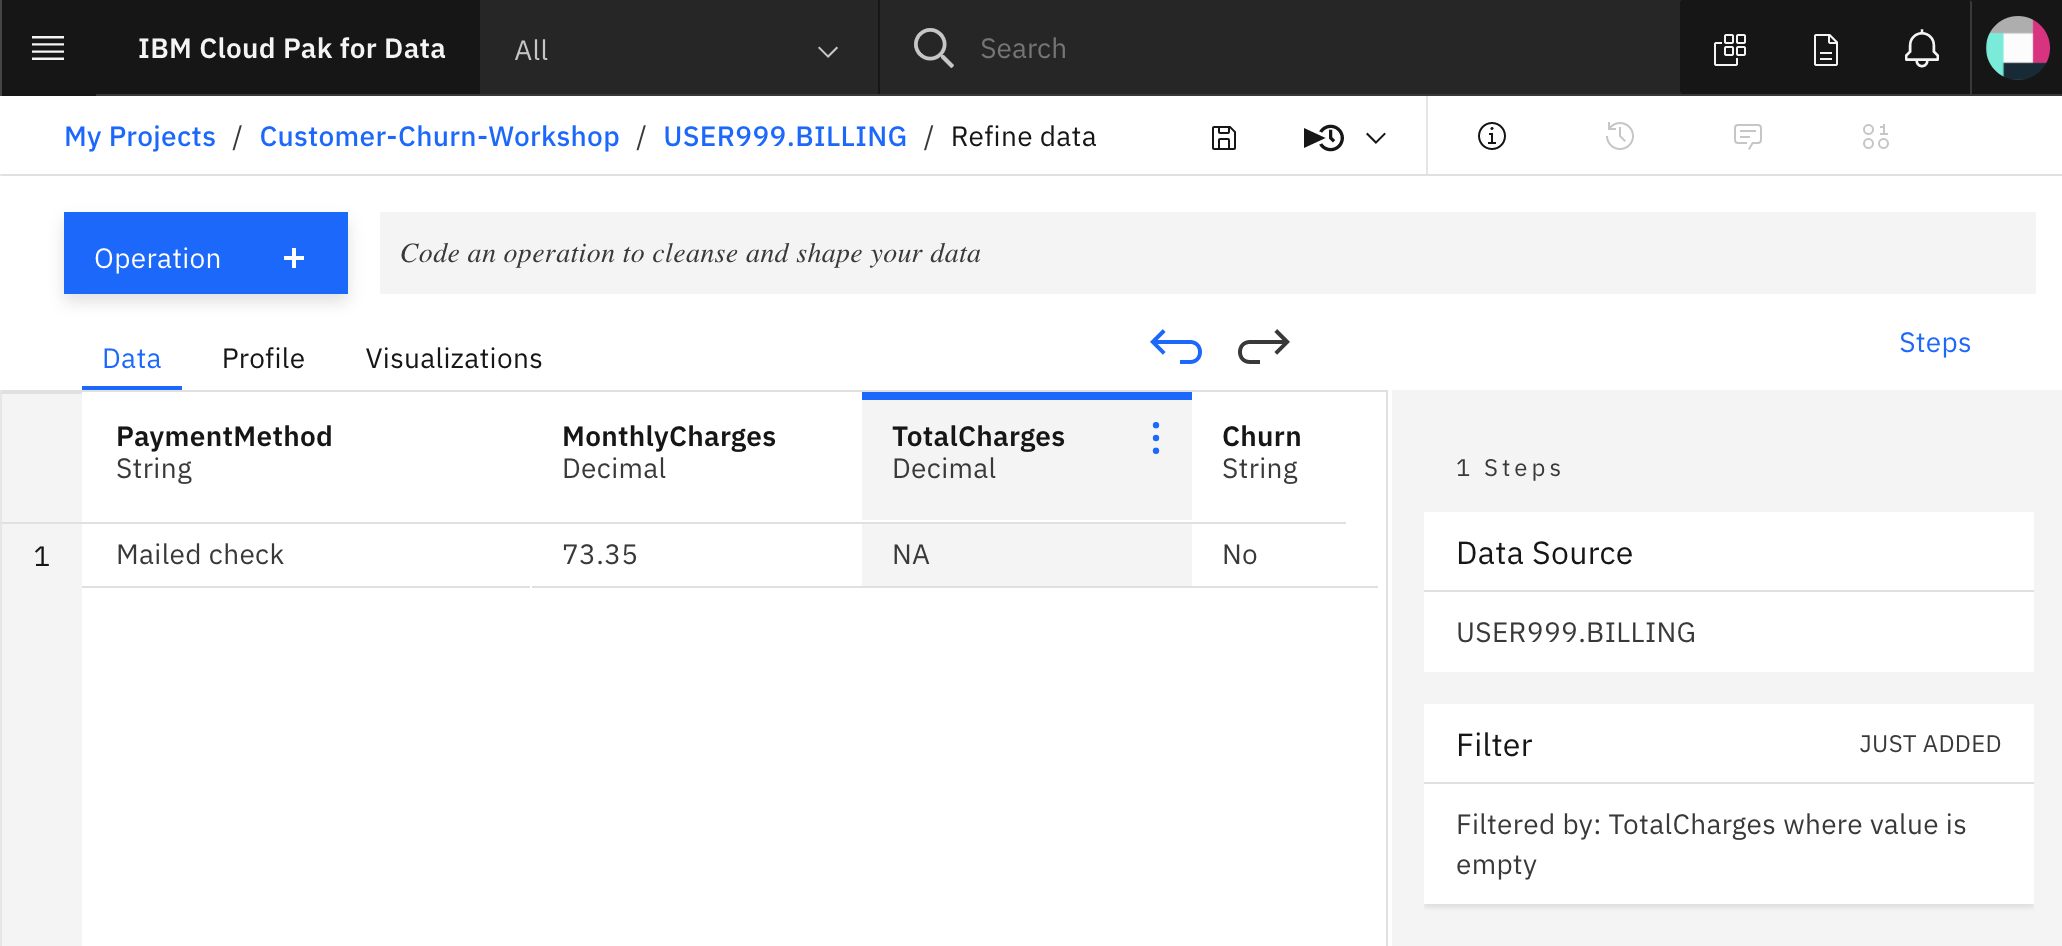 IBM Cloud Pak for Data
All
Search
My Projects / Customer-Churn-Workshop / USER999.BILLING / Refine data
Operation +
Code an operation to cleanse and shape your data
Data
Profile
Visualizations
Steps
PaymentMethod
String
MonthlyCharges
Decimal
TotalCharges
Decimal
Churn
String
1
Mailed check
73.35
NA
No
1 Steps
Data Source
USER999.BILLING
Filter
JUST ADDED
Filtered by: TotalCharges where value is
empty